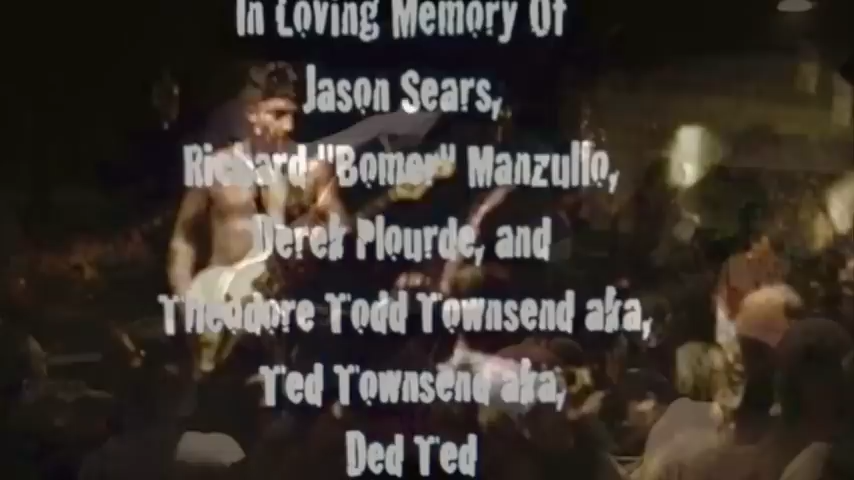 In Loving Memory Of
Jason Sears,
Richard "Bomer" Manzullo,
Derek Plourde, and
Theodore Todd Townsend aka,
Ted Townsend aka,
Ded Ted